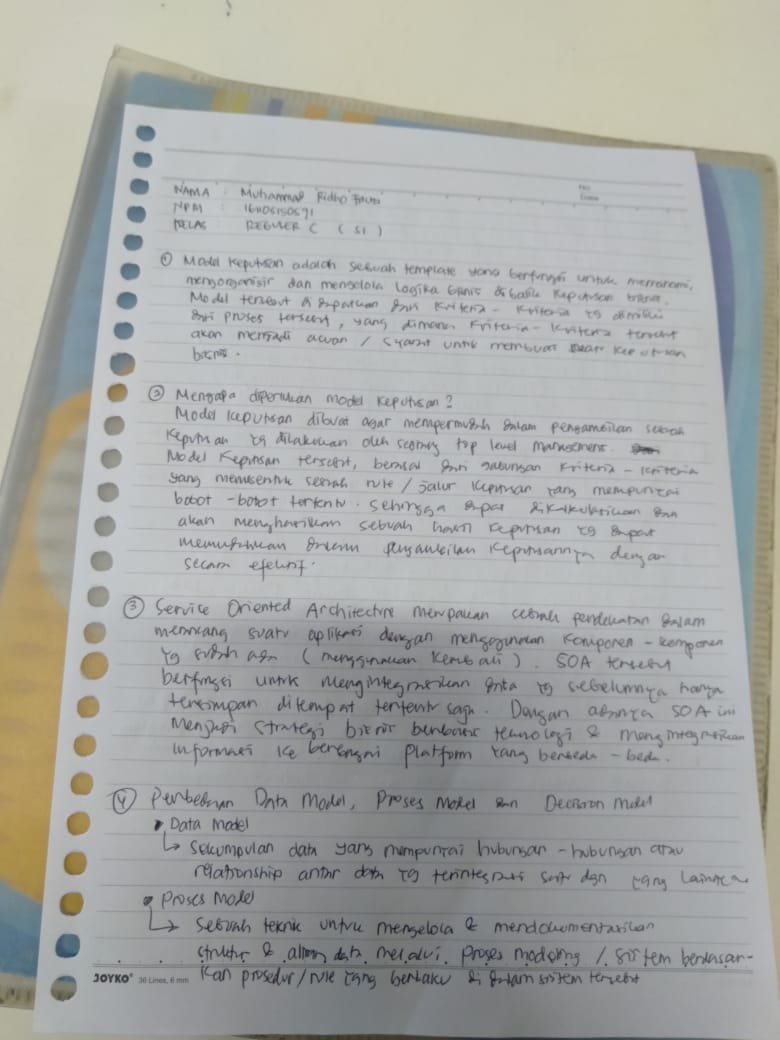 No:
Date:
NAMA : Muhammad Ridho Fauzi
NPM : 16406150591
KELAS : REGULER C ( SI )
① Model Keputusan adalah sebuah template yang berfungsi untuk memahami,
mengorganisir dan mengelola logika bisnis dibalik keputusan bisnis.
Model tersebut didapatkan dari kriteria - kriteria yg dimiliki
dari proses tersebut, yang dimana kriteria - kriteria tersebut
akan menjadi acuan / syarat untuk membuat keputusan
bisnis.
② Mengapa diperlukan model keputusan?
Model Keputusan dibuat agar mempermudah dalam pengambilan sebuah
keputusan yg dilakukan oleh seorang top level management.
Model Keputusan tersebut, berasal dari gabungan kriteria - kriteria
yang membentuk sebuah rule / jalur keputusan yang mempunyai
bobot - bobot tertentu. Sehingga dapat dikalkulasikan dan
akan menghasilkan sebuah hasil keputusan yg dapat
memudahkan dalam pengambilan keputusannya dengan
secara efektif.
③ Service Oriented Architecture merupakan sebuah pendekatan dalam
merancang suatu aplikasi dengan menggunakan komponen - komponen
yg sudah ada ( menggunakan kembali ). SOA tersebut
berfungsi untuk mengintegrasikan data yg sebelumnya hanya
tersimpan ditempat tertentu saja. Dengan adanya SOA ini
menjadi strategi bisnis berbasis teknologi & mengintegrasikan
informasi ke berbagai platform yang berbeda - beda.
④ Perbedaan Data Model, Proses Model dan Decision Model
• Data Model
↳ Sekumpulan data yang mempunyai hubungan - hubungan atau
relationship antar data yg terintegrasi satu dgn yang lainnya
• Proses Model
↳ Sebuah teknik untuk mengelola & mendokumentasikan
struktur & aliran data melalui proses modeling / sistem berdasar-
kan prosedur / rule yang berlaku di dalam sistem tersebut
JOYKO 36 Lines, 6 mm